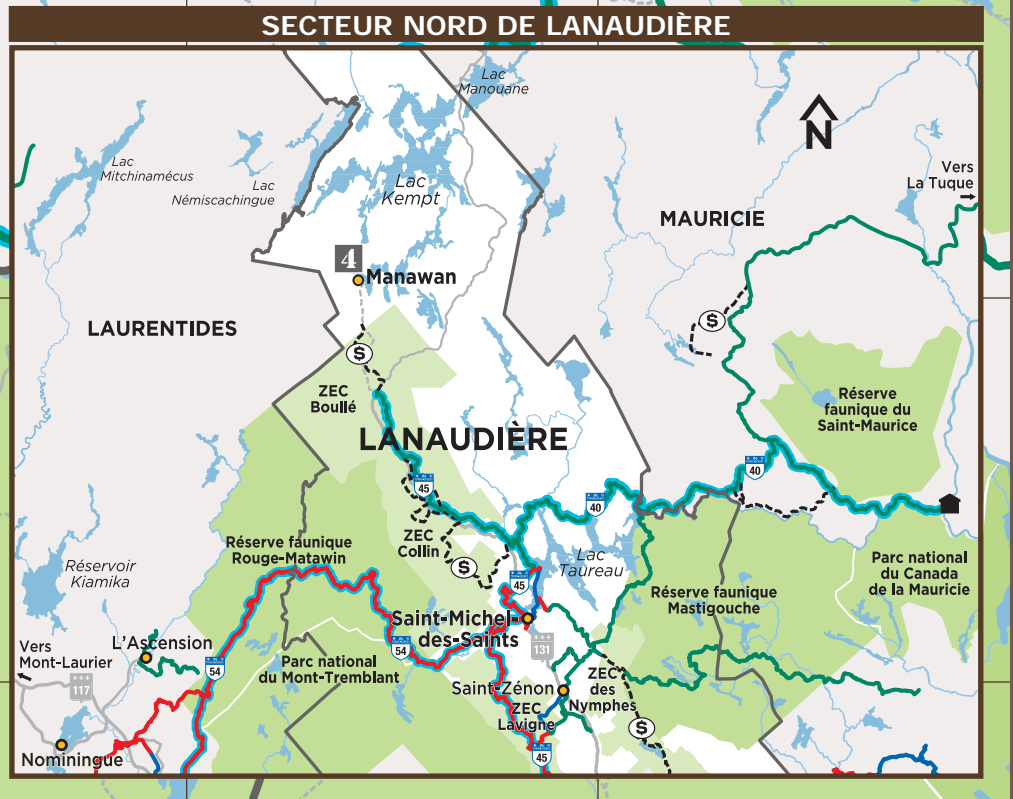 SECTEUR NORD DE LANAUDIÈRE
Lac
Manouane
N
Lac
Mitchinamécus
Lac
Némiscachingue
Lac
Kempt
Vers
La Tuque
MAURICIE
4
Manawan
LAURENTIDES
$
$
ZEC
Boullé
Réserve
faunique du
Saint-Maurice
LANAUDIÈRE
40
45
40
ZEC
Collin
Réserve faunique
Rouge-Matawin
Lac
Taureau
Parc national
du Canada
de la Mauricie
Réservoir
Kiamika
$
45
Réserve faunique
Mastigouche
Saint-Michel-
des-Saints
L'Ascension
Vers
Mont-Laurier
54
54
131
117
Parc national
du Mont-Tremblant
Saint-Zénon
ZEC
des
Nymphes
ZEC
Lavigne
$
45
Nominingue